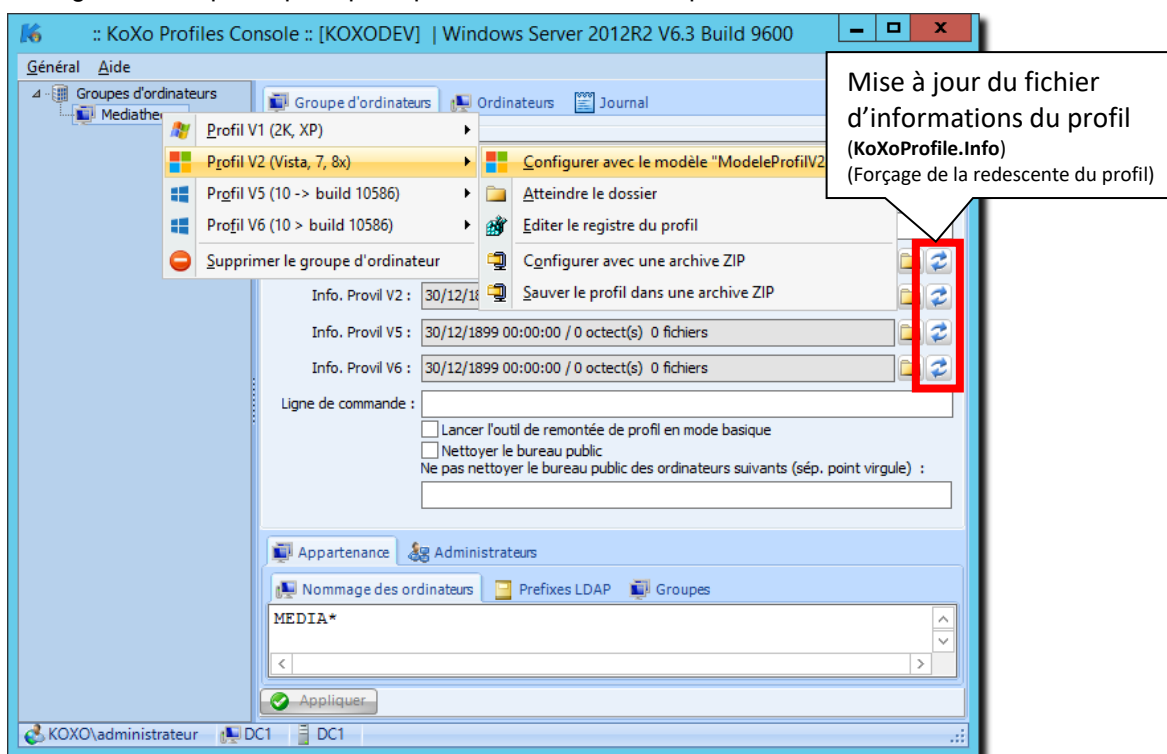 :: KoXo Profiles Console :: [KOXODEV] | Windows Server 2012R2 V6.3 Build 9600
Général Aide
Mise à jour du fichier
d'informations du profil
(KoXoProfile.Info)
(Forçage de la redescente du profil)
Groupes d'ordinateurs
Groupe d'ordinateurs Ordinateurs Journal
Profil V1 (2K, XP)
Profil V2 (Vista, 7, 8x)
Profil V5 (10 -> build 10586)
Profil V6 (10 > build 10586)
Supprimer le groupe d'ordinateur
Configurer avec le modèle "ModeleProfilV2
Atteindre le dossier
Editer le registre du profil
Configurer avec une archive ZIP
Sauver le profil dans une archive ZIP
Info. Provil V2 : 30/12/18
Info. Provil V5 : 30/12/1899 00:00:00 / 0 octect(s) 0 fichiers
Info. Provil V6 : 30/12/1899 00:00:00 / 0 octect(s) 0 fichiers
Ligne de commande :
Lancer l'outil de remontée de profil en mode basique
Nettoyer le bureau public
Ne pas nettoyer le bureau public des ordinateurs suivants (sép. point virgule) :
Appartenance Administrateurs
Nommage des ordinateurs Prefixes LDAP Groupes
MEDIA*
Appliquer
KOXO\administrateur DC1 DC1